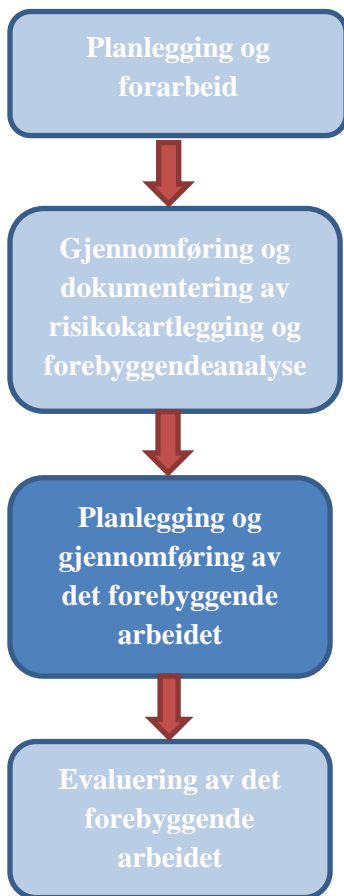 Planlegging og
forarbeid
Gjennomføring og
dokumentering av
risikokartlegging og
forebyggendeanalyse
Planlegging og
gjennomføring av
det forebyggende
arbeidet
Evaluering av det
forebyggende
arbeidet